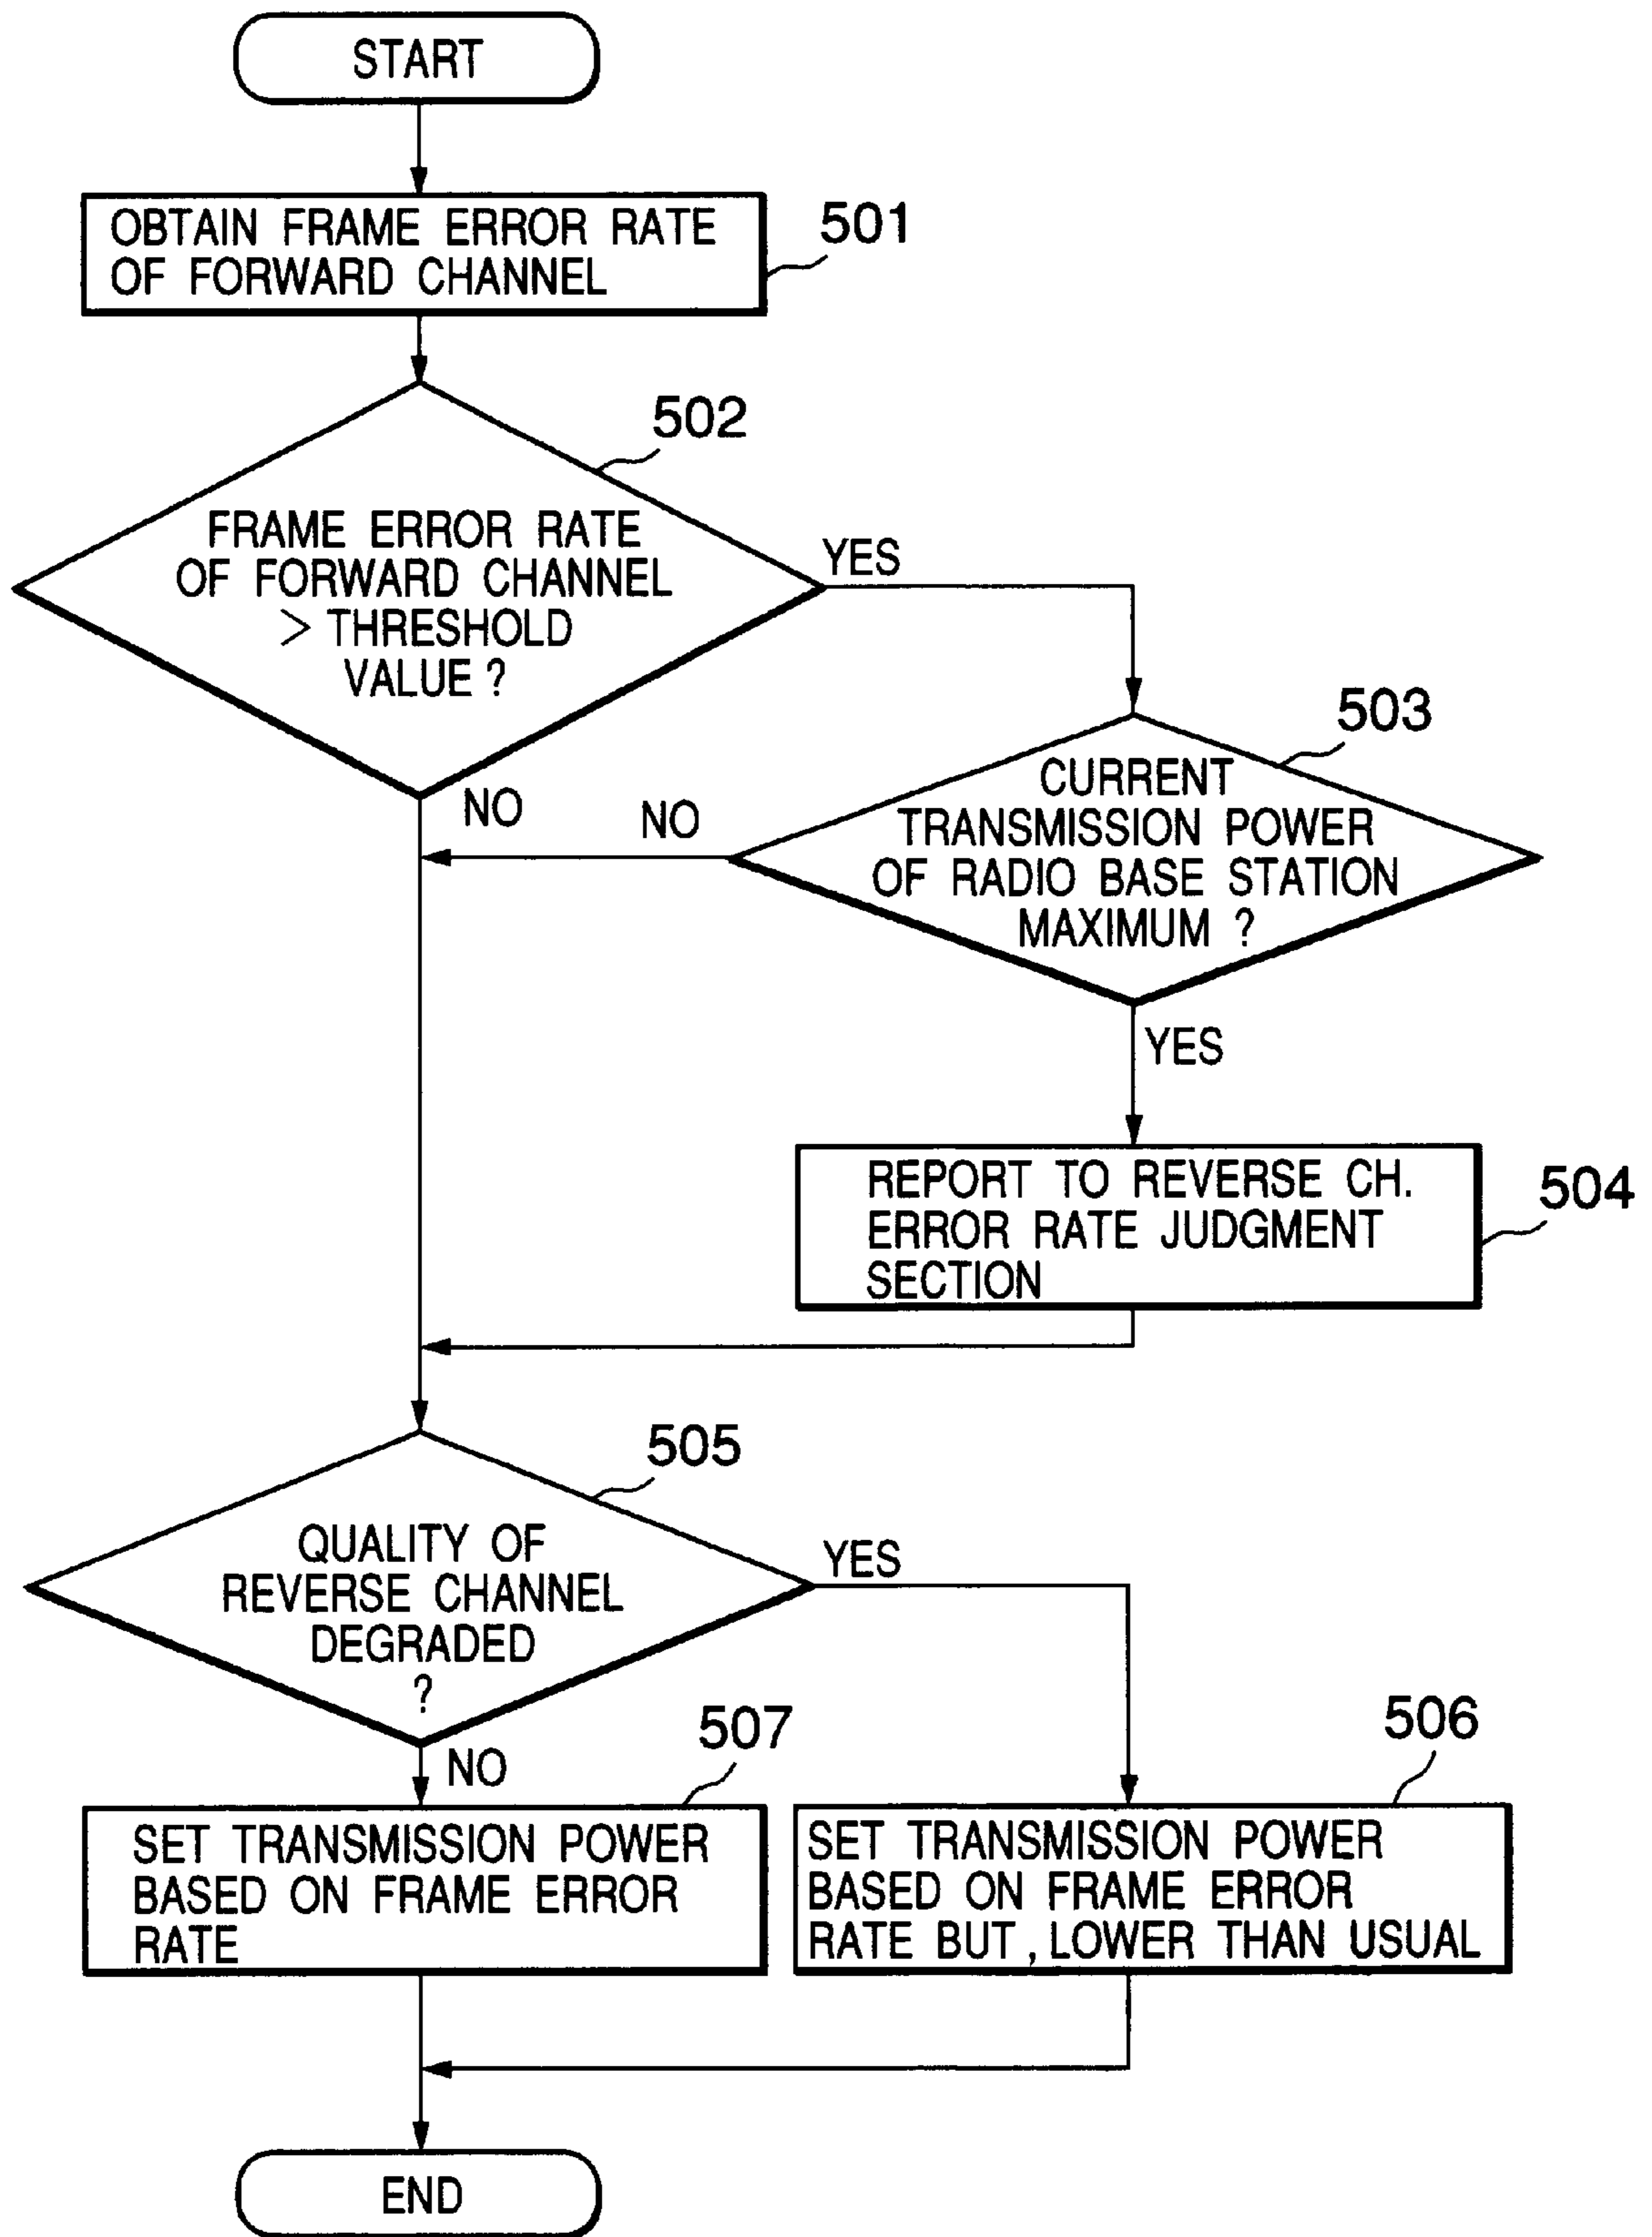 START
OBTAIN FRAME ERROR RATE
OF FORWARD CHANNEL
501
502
FRAME ERROR RATE
OF FORWARD CHANNEL
> THRESHOLD
VALUE ?
YES
NO
503
CURRENT
TRANSMISSION POWER
OF RADIO BASE STATION
MAXIMUM ?
NO
YES
REPORT TO REVERSE CH.
ERROR RATE JUDGMENT
SECTION
504
505
QUALITY OF
REVERSE CHANNEL
DEGRADED
?
YES
NO
507
SET TRANSMISSION POWER
BASED ON FRAME ERROR
RATE
506
SET TRANSMISSION POWER
BASED ON FRAME ERROR
RATE BUT, LOWER THAN USUAL
END